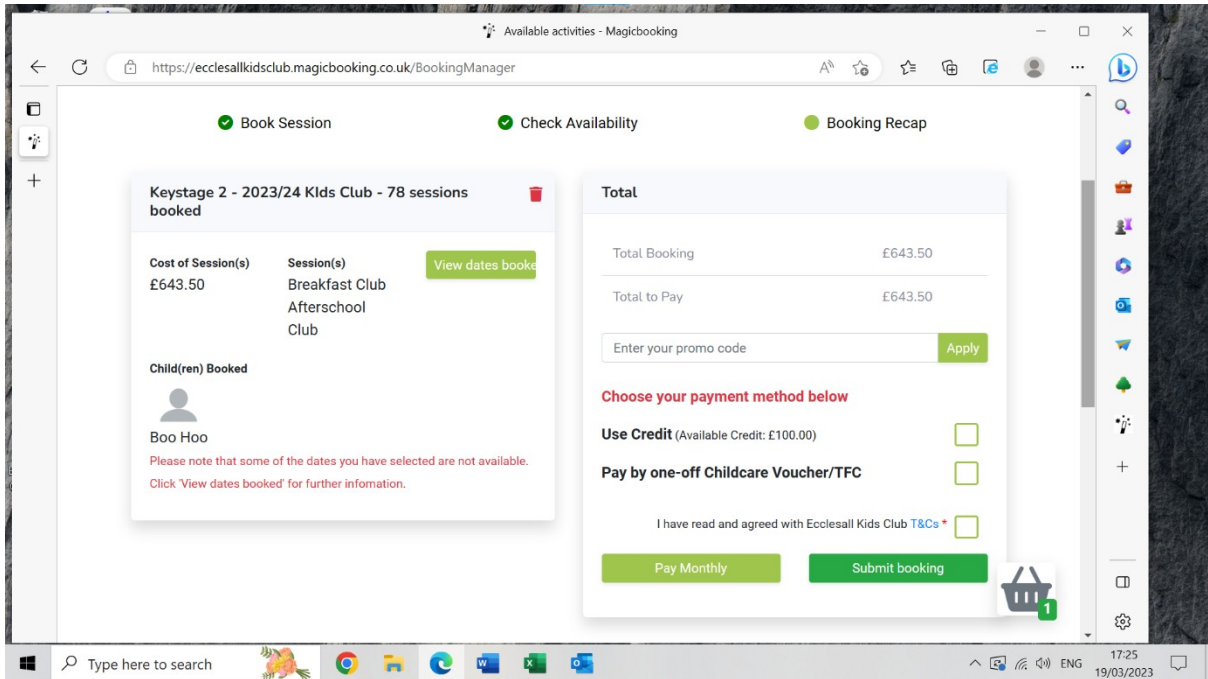 Available activities - Magicbooking
https://ecclesallkidsclub.magicbooking.co.uk/BookingManager
Book Session
Check Availability
Booking Recap
Keystage 2 - 2023/24 KIds Club - 78 sessions
booked
Cost of Session(s)
£643.50
Session(s)
Breakfast Club
Afterschool
Club
View dates booke
Child(ren) Booked
Boo Hoo
Please note that some of the dates you have selected are not available.
Click 'View dates booked' for further infomation.
Total
Total Booking £643.50
Total to Pay £643.50
Enter your promo code Apply
Choose your payment method below
Use Credit (Available Credit: £100.00)
Pay by one-off Childcare Voucher/TFC
I have read and agreed with Ecclesall Kids Club T&Cs *
Pay Monthly Submit booking
1
Type here to search
ENG
17:25
19/03/2023